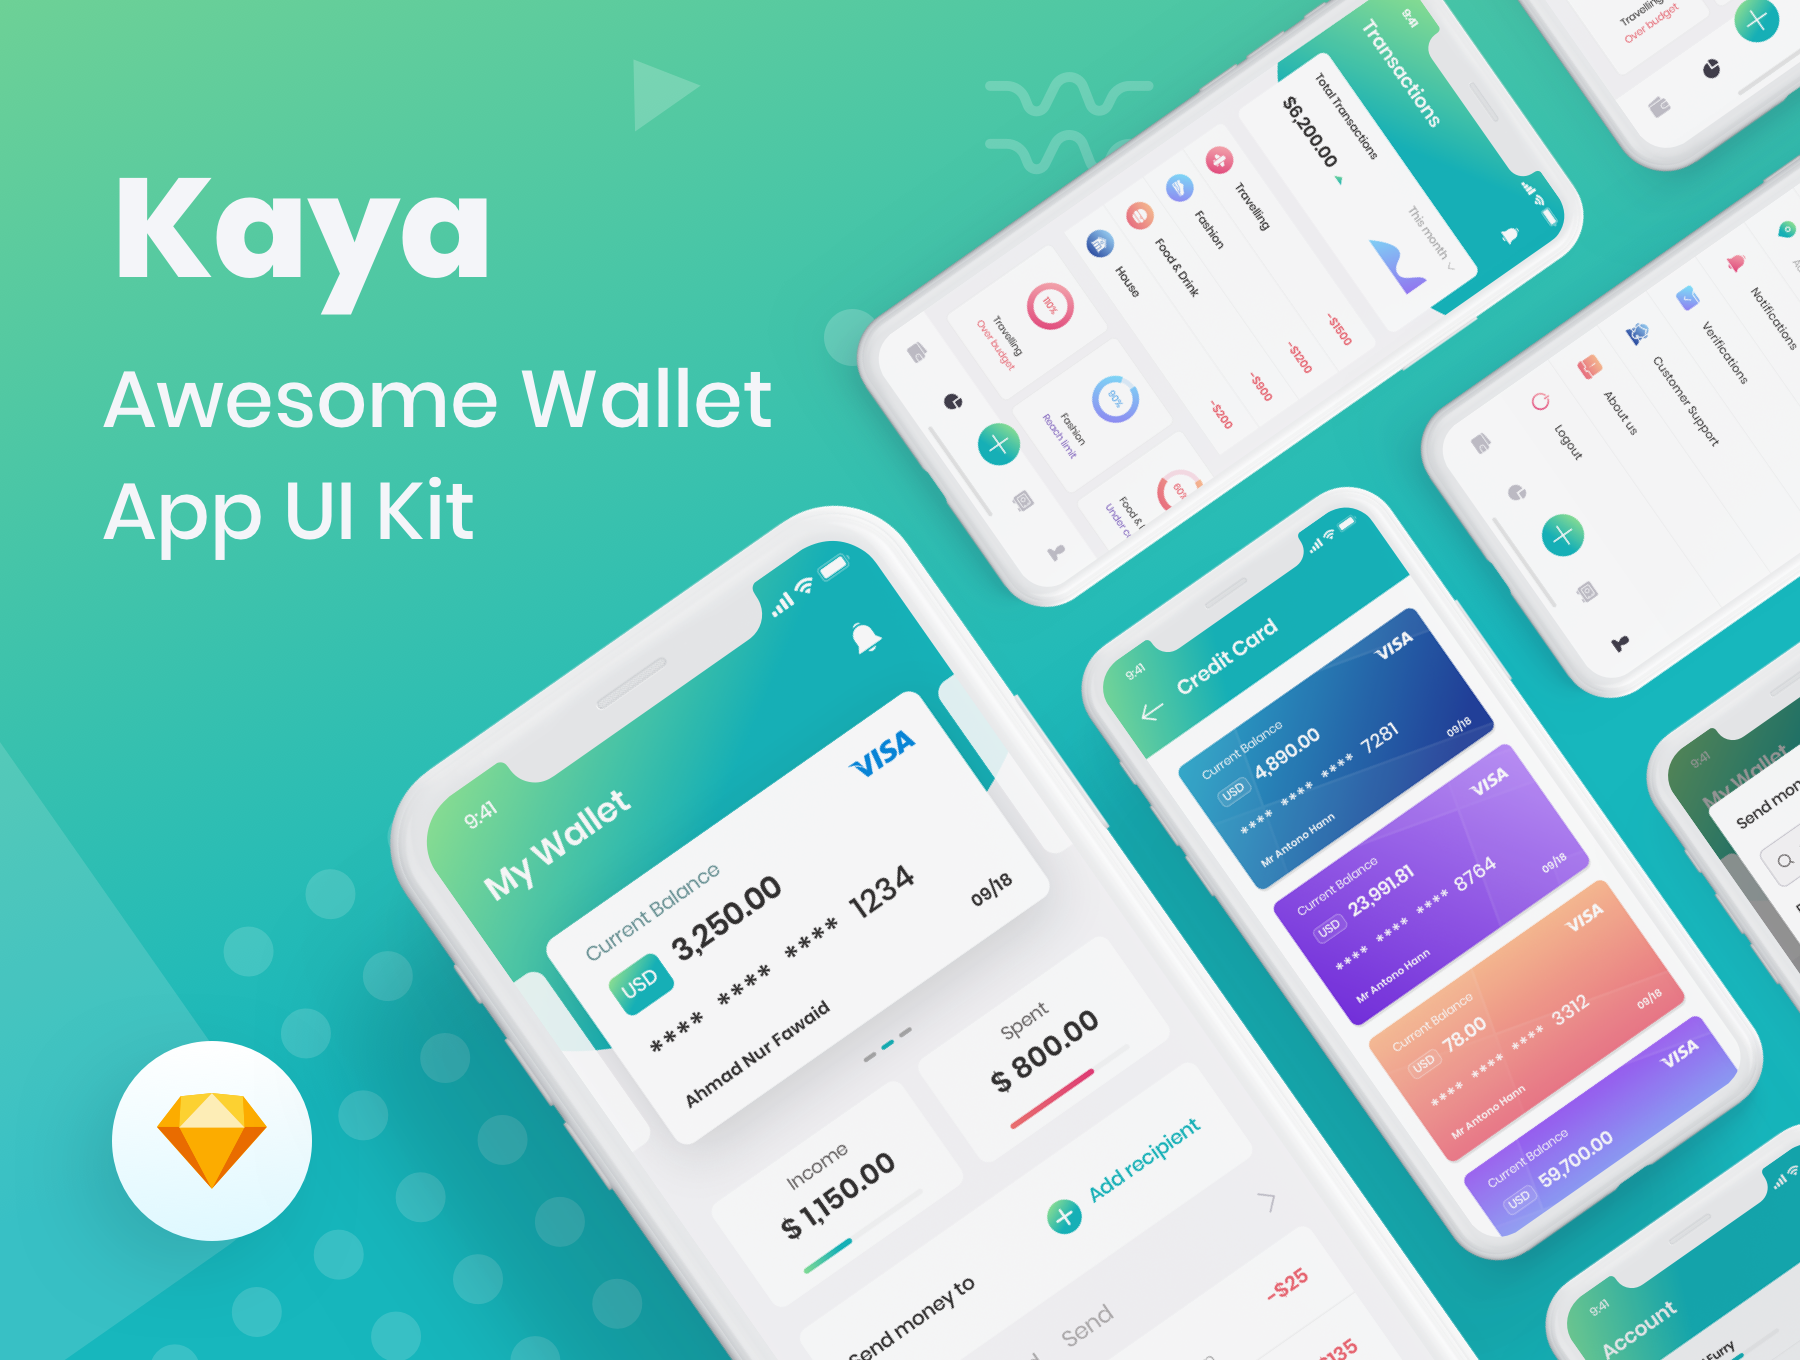 Kaya
Awesome Wallet
App UI Kit
9:41
My Wallet
VISA
Current Balance
USD 3,250.00
**** **** **** 1234
Ahmad Nur Fawaid
09/18
Income
$ 1,150.00
Spent
$ 800.00
Add recipient
Send money to
Send
-$25
$135
9:41
Transactions
Total Transactions
$6,200.00
This month
Travelling
-$1500
Fashion
-$1200
Food & Drink
-$900
House
-$200
110%
Travelling
Over budget
90%
Fashion
Reach limit
60%
Food &
Under
Travelling
Over budget
Notifications
Verifications
Customer Support
About us
Logout
9:41
Credit Card
VISA
Current Balance
USD 4,890.00
**** **** **** 7281
Mr Antono Hann
09/18
VISA
Current Balance
USD 23,991.81
**** **** **** 8764
Mr Antono Hann
09/18
VISA
Current Balance
USD 78.00
**** **** **** 3312
Mr Antono Hann
09/18
VISA
Current Balance
USD 59,700.00
9:41
My Wallet
Send mon
9:41
Account
Furry